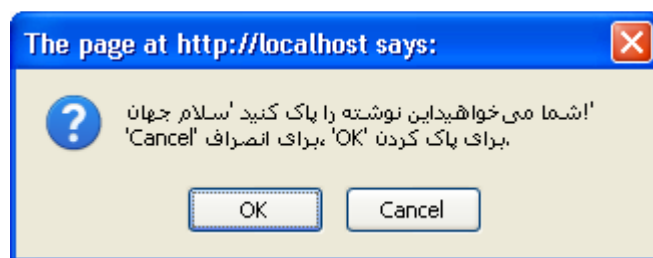 The page at http://localhost says:
شما می‌خواهیداین نوشته را پاک کنید 'سلام جهان!'
'Cancel' برای انصراف، 'OK' برای پاک کردن.
OK
Cancel